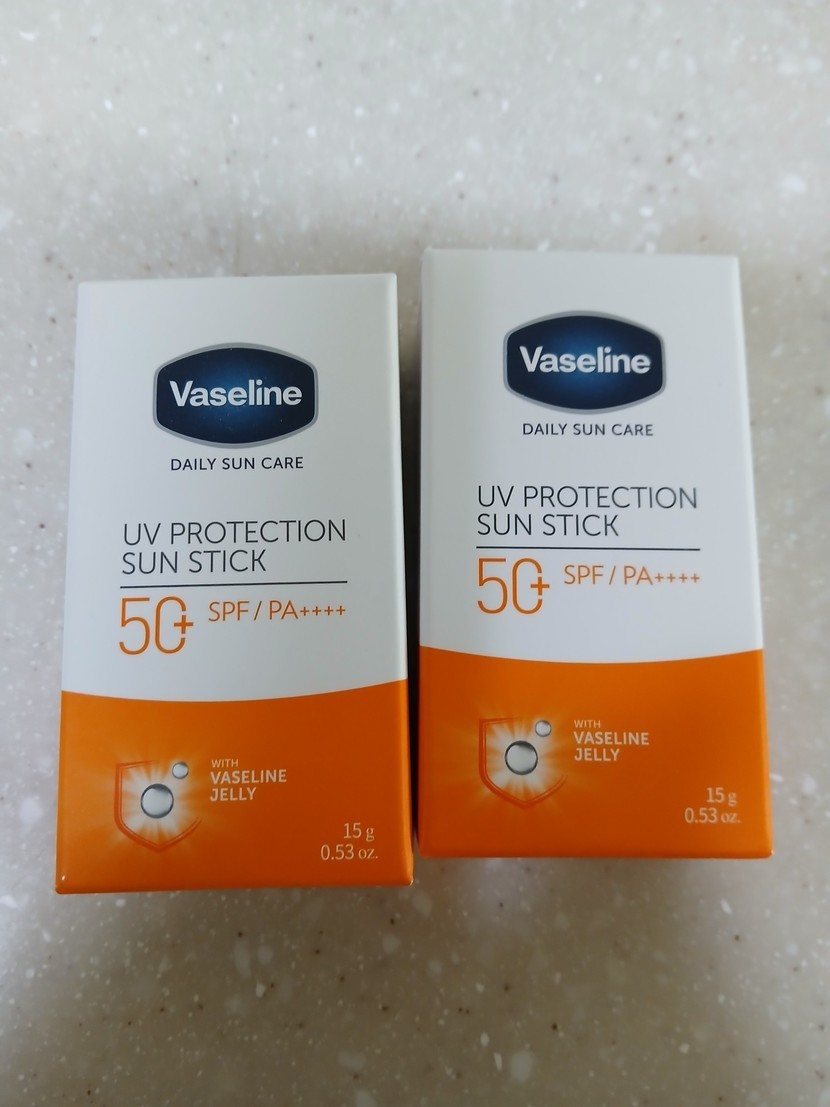 Vaseline
DAILY SUN CARE
UV PROTECTION
SUN STICK
50+ SPF / PA++++
WITH
VASELINE
JELLY
15 g
0.53 oz.
Vaseline
DAILY SUN CARE
UV PROTECTION
SUN STICK
50+ SPF / PA++++
WITH
VASELINE
JELLY
15 g
0.53 oz.